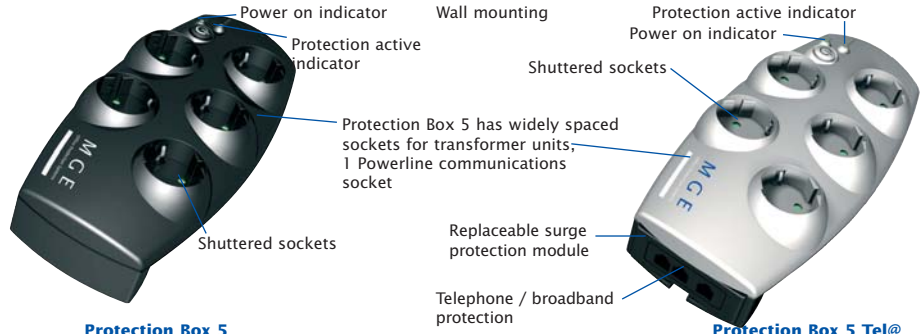 Power on indicator
Protection active
indicator
Wall mounting
Protection active indicator
Power on indicator
Shuttered sockets
Protection Box 5 has widely spaced
sockets for transformer units,
1 Powerline communications
socket
MGE
MGE
Shuttered sockets
Replaceable surge
protection module
Telephone / broadband
protection
Protection Box 5
Protection Box 5 Tel@